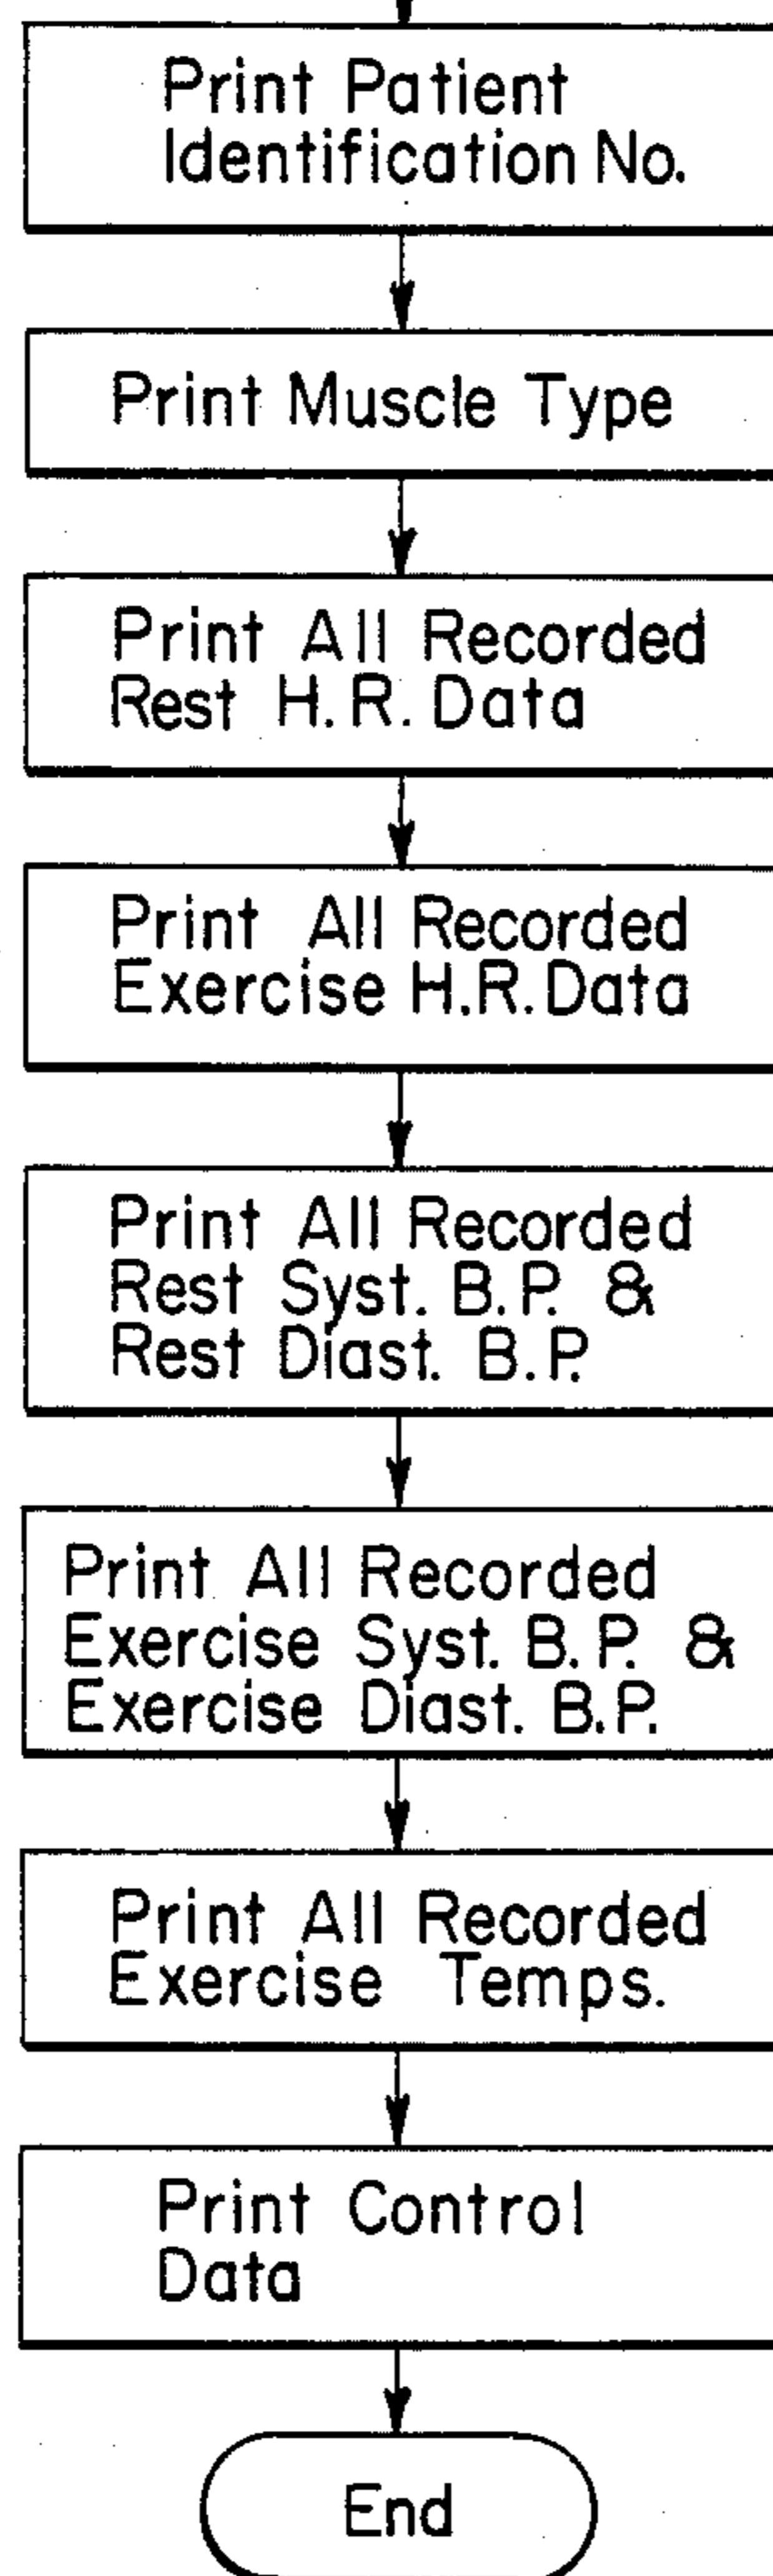 Print Patient
Identification No.
Print Muscle Type
Print All Recorded
Rest H.R. Data
Print All Recorded
Exercise H.R. Data
Print All Recorded
Rest Syst. B.P. &
Rest Diast. B.P.
Print All Recorded
Exercise Syst. B.P. &
Exercise Diast. B.P.
Print All Recorded
Exercise Temps.
Print Control
Data
End